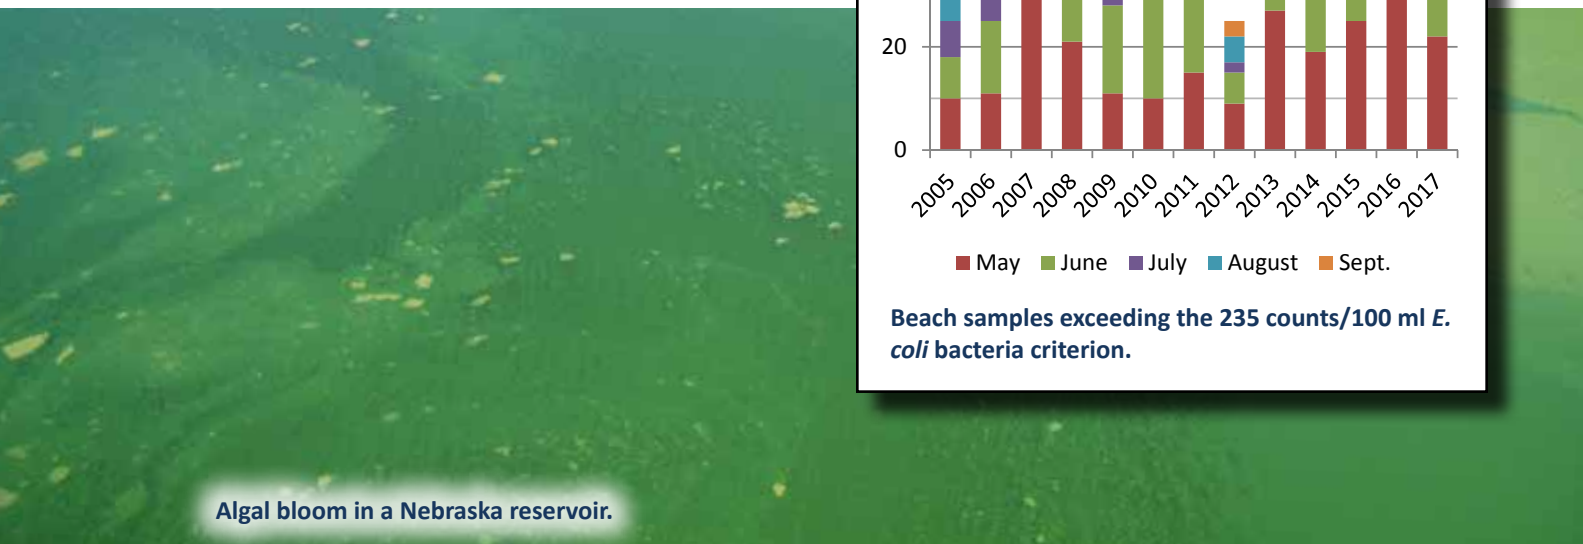 20
0
2005 2006 2007 2008 2009 2010 2011 2012 2013 2014 2015 2016 2017
May June July August Sept.
Beach samples exceeding the 235 counts/100 ml E.
coli bacteria criterion.
Algal bloom in a Nebraska reservoir.